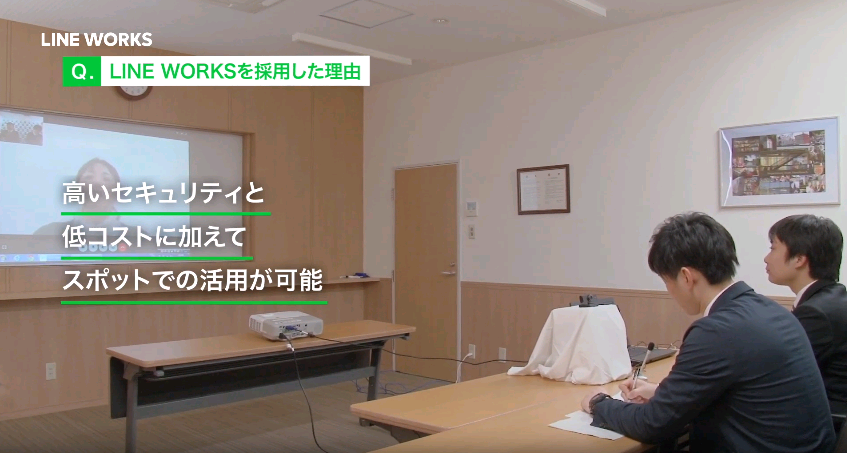 LINE WORKS
Q. LINE WORKSを採用した理由
高いセキュリティと
低コストに加えて
スポットでの活用が可能